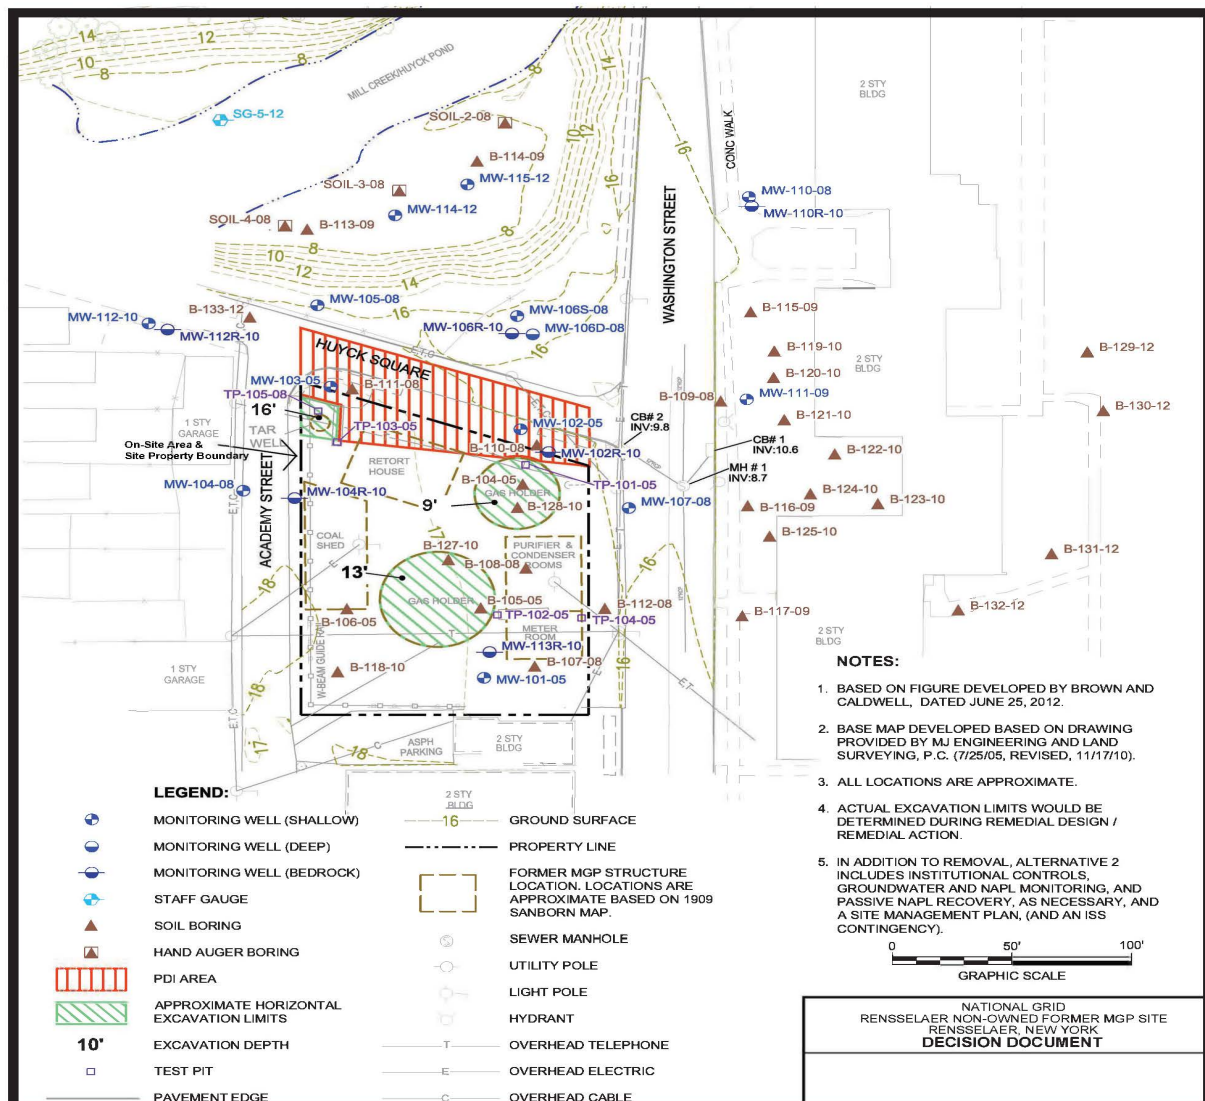 14
12
10
8
8
MILL CREEK/HUYCK POND
8
14
12
10
16
16
2 STY
BLDG
CONC WALK
SG-5-12
SOIL-2-08
B-114-09
MW-115-12
SOIL-3-08
MW-114-12
SOIL-4-08
B-113-09
MW-110-08
MW-110R-10
WASHINGTON STREET
8
8
10
12
14
16
16
MW-105-08
MW-106S-08
MW-106R-10
MW-106D-08
B-133-12
MW-112-10
MW-112R-10
E,T,C
HUYCK SQUARE
B-115-09
B-119-10
B-120-10
2 STY
BLDG
B-129-12
B-130-12
MW-103-05
B-111-08
TP-105-08
16'
TAR
WELL
TP-103-05
B-109-08
MW-111-09
B-121-10
CB# 2
INV:9.8
CB# 1
INV:10.6
MH # 1
INV:8.7
B-122-10
B-124-10
B-123-10
B-116-09
B-125-10
1 STY
GARAGE
On-Site Area &
Site Property Boundary
MW-102-05
B-110-08
MW-102R-10
RETORT
HOUSE
TP-101-05
B-104-05
GAS HOLDER
9'
B-128-10
MW-107-08
MW-104-08
MW-104R-10
E,T,C
ACADEMY STREET
COAL
SHED
E
17
B-127-10
PURIFIER &
CONDENSER
ROOMS
B-108-08
13'
GAS HOLDER
B-105-05
TP-102-05
METER
ROOM
B-112-08
TP-104-05
B-106-05
16
18
B-131-12
B-132-12
B-117-09
2 STY
BLDG
T
MW-113R-10
B-107-08
MW-101-05
B-118-10
W-BEAM GUIDE RAIL
16
E
E,T
1 STY
GARAGE
18
17
E,T,C
C
18
ASPH
PARKING
2 STY
BLDG
2 STY
BLDG
NOTES:
1. BASED ON FIGURE DEVELOPED BY BROWN AND
CALDWELL, DATED JUNE 25, 2012.
2. BASE MAP DEVELOPED BASED ON DRAWING
PROVIDED BY MJ ENGINEERING AND LAND
SURVEYING, P.C. (7/25/05, REVISED, 11/17/10).
3. ALL LOCATIONS ARE APPROXIMATE.
4. ACTUAL EXCAVATION LIMITS WOULD BE
DETERMINED DURING REMEDIAL DESIGN /
REMEDIAL ACTION.
5. IN ADDITION TO REMOVAL, ALTERNATIVE 2
INCLUDES INSTITUTIONAL CONTROLS,
GROUNDWATER AND NAPL MONITORING, AND
PASSIVE NAPL RECOVERY, AS NECESSARY, AND
A SITE MANAGEMENT PLAN, (AND AN ISS
CONTINGENCY).
0 50' 100'
GRAPHIC SCALE
LEGEND:
MONITORING WELL (SHALLOW)
MONITORING WELL (DEEP)
MONITORING WELL (BEDROCK)
STAFF GAUGE
SOIL BORING
HAND AUGER BORING
PDI AREA
APPROXIMATE HORIZONTAL
EXCAVATION LIMITS
10' EXCAVATION DEPTH
TEST PIT
PAVEMENT EDGE
16 GROUND SURFACE
PROPERTY LINE
FORMER MGP STRUCTURE
LOCATION. LOCATIONS ARE
APPROXIMATE BASED ON 1909
SANBORN MAP.
SEWER MANHOLE
UTILITY POLE
LIGHT POLE
HYDRANT
T OVERHEAD TELEPHONE
E OVERHEAD ELECTRIC
C OVERHEAD CABLE
NATIONAL GRID
RENSSELAER NON-OWNED FORMER MGP SITE
RENSSELAER, NEW YORK
DECISION DOCUMENT